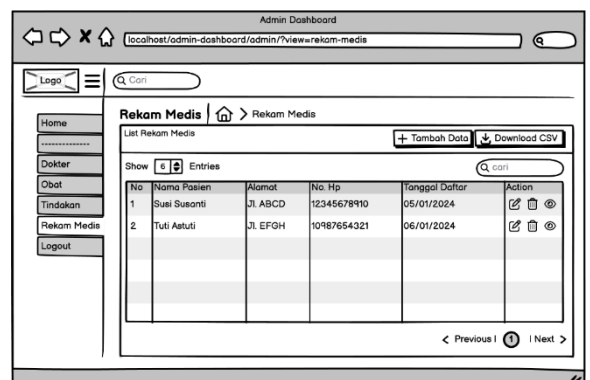 Admin Dashboard
localhost/admin-dashboard/admin/?view=rekam-medis
Logo
Cari
Home
--------------
Dokter
Obat
Tindakan
Rekam Medis
Logout
Rekam Medis
Rekam Medis
List Rekam Medis
Tambah Data
Download CSV
Show 6 Entries
cari
No Nama Pasien Alamat No. Hp Tanggal Daftar Action
1 Susi Susanti Jl. ABCD 12345678910 05/01/2024
2 Tuti Astuti Jl. EFGH 10987654321 06/01/2024
< Previous | 1 | Next >